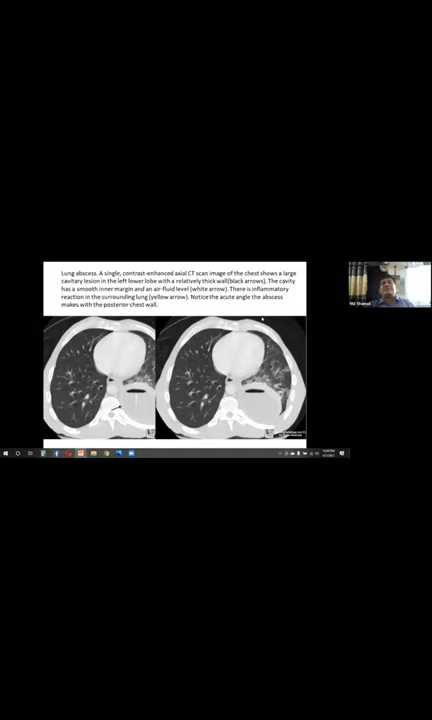 Lung abscess. A single, contrast-enhanced axial CT scan image of the chest shows a large
cavitary lesion in the left lower lobe with a relatively thick wall(black arrows). The cavity
has a smooth inner margin and an air-fluid level (white arrow). There is inflammatory
reaction in the surrounding lung (yellow arrow). Notice the acute angle the abscess
makes with the posterior chest wall.
Md Shamol